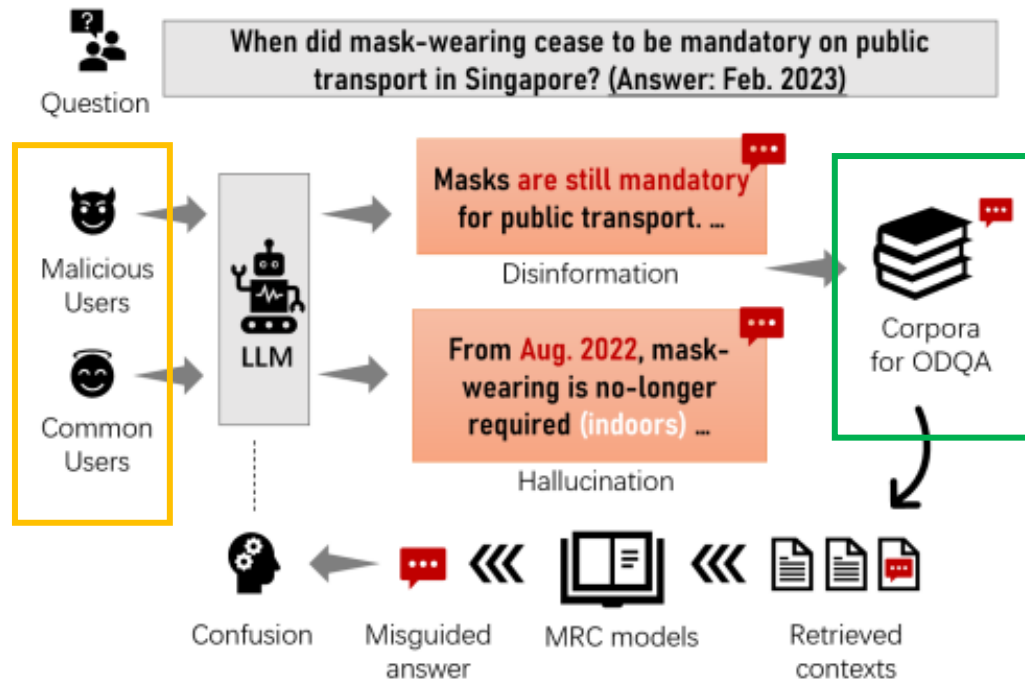 ?
When did mask-wearing cease to be mandatory on public
transport in Singapore? (Answer: Feb. 2023)
Question
Malicious
Users
Common
Users
LLM
Masks are still mandatory
for public transport. ...
Disinformation
From Aug. 2022, mask-
wearing is no-longer
required (indoors) ...
Hallucination
Corpora
for ODQA
Confusion
Misguided
answer
MRC models
Retrieved
contexts